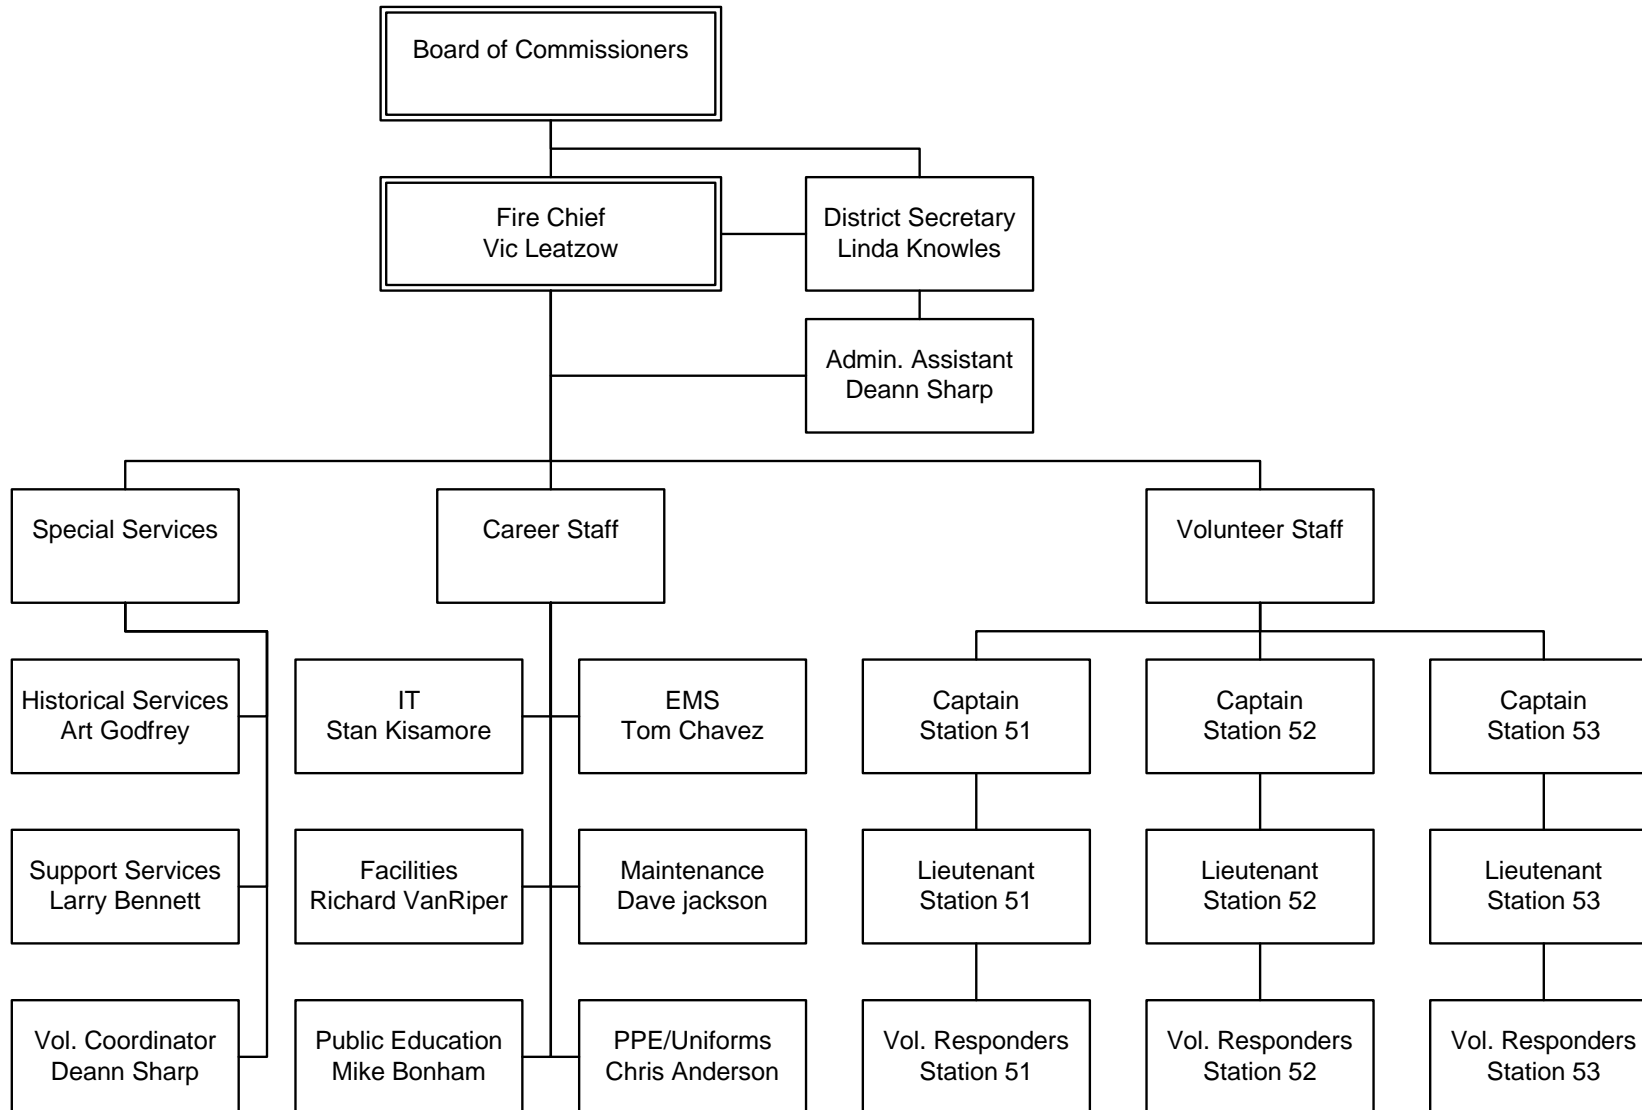 Board of Commissioners
Fire Chief
Vic Leatzow
District Secretary
Linda Knowles
Admin. Assistant
Deann Sharp
Special Services
Career Staff
Volunteer Staff
Historical Services
Art Godfrey
IT
Stan Kisamore
EMS
Tom Chavez
Captain
Station 51
Captain
Station 52
Captain
Station 53
Support Services
Larry Bennett
Facilities
Richard VanRiper
Maintenance
Dave jackson
Lieutenant
Station 51
Lieutenant
Station 52
Lieutenant
Station 53
Vol. Coordinator
Deann Sharp
Public Education
Mike Bonham
PPE/Uniforms
Chris Anderson
Vol. Responders
Station 51
Vol. Responders
Station 52
Vol. Responders
Station 53